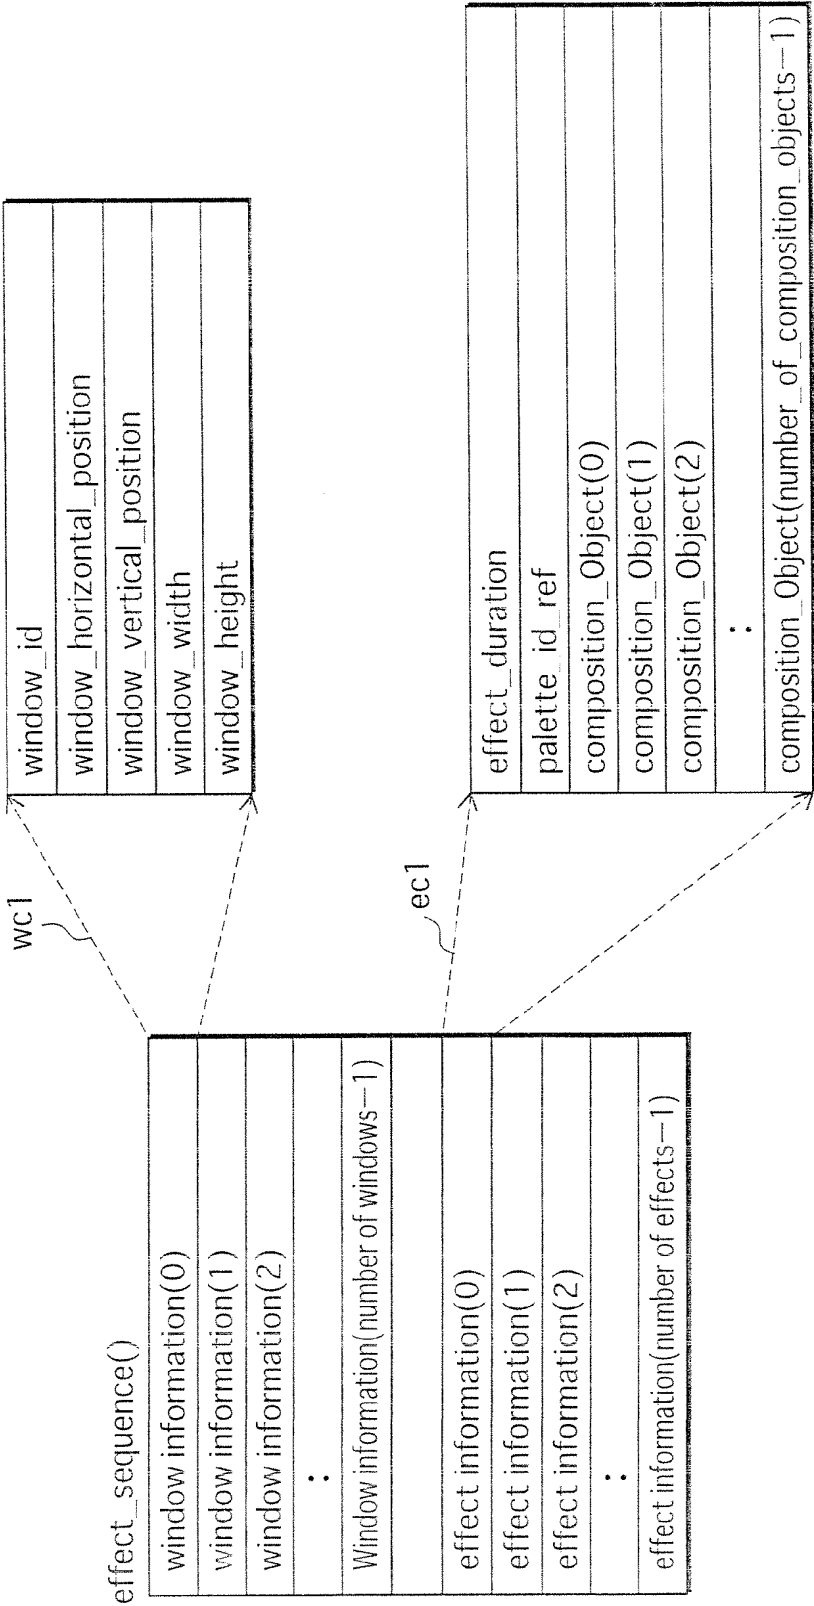 effect_sequence()
window information(0)
window information(1)
window information(2)
:
Window information(number of windows−1)
effect information(0)
effect information(1)
effect information(2)
:
effect information(number of effects−1)
wc1
window_id
window_horizontal_position
window_vertical_position
window_width
window_height
ec1
effect_duration
palette_id_ref
composition_Object(0)
composition_Object(1)
composition_Object(2)
:
composition_Object(number_of_composition_objects−1)